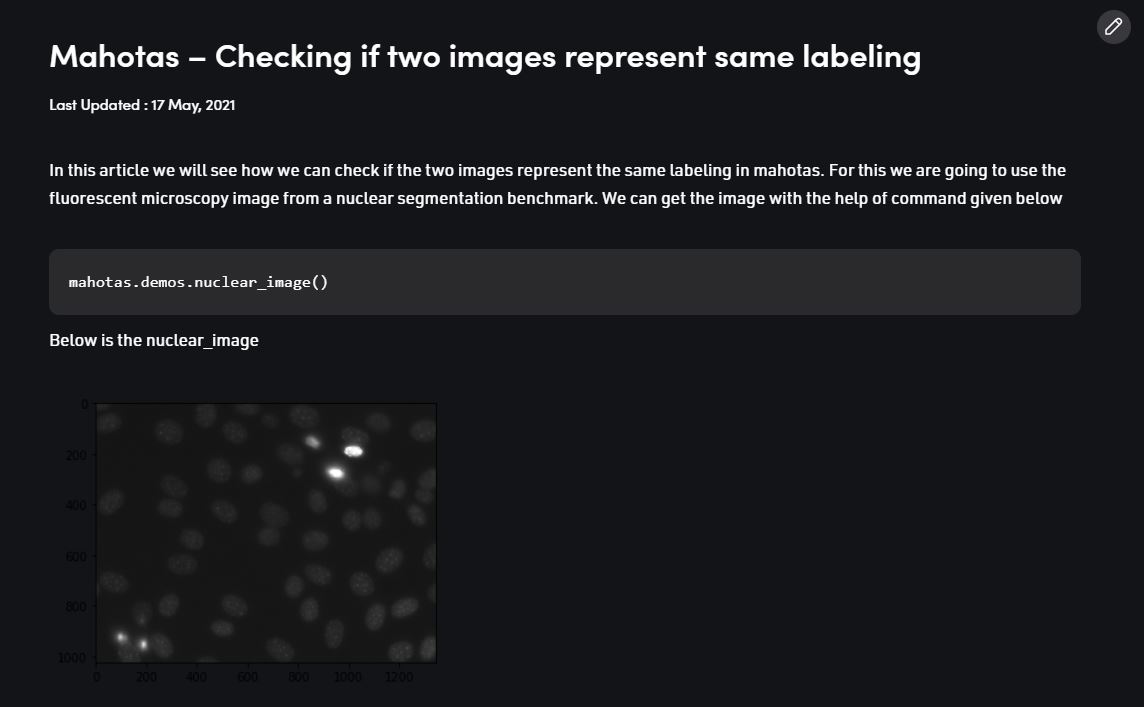 Mahotas – Checking if two images represent same labeling
Last Updated : 17 May, 2021
In this article we will see how we can check if the two images represent the same labeling in mahotas. For this we are going to use the
fluorescent microscopy image from a nuclear segmentation benchmark. We can get the image with the help of command given below
mahotas.demos.nuclear_image()
Below is the nuclear_image
0
200
400
600
800
1000
0 200 400 600 800 1000 1200